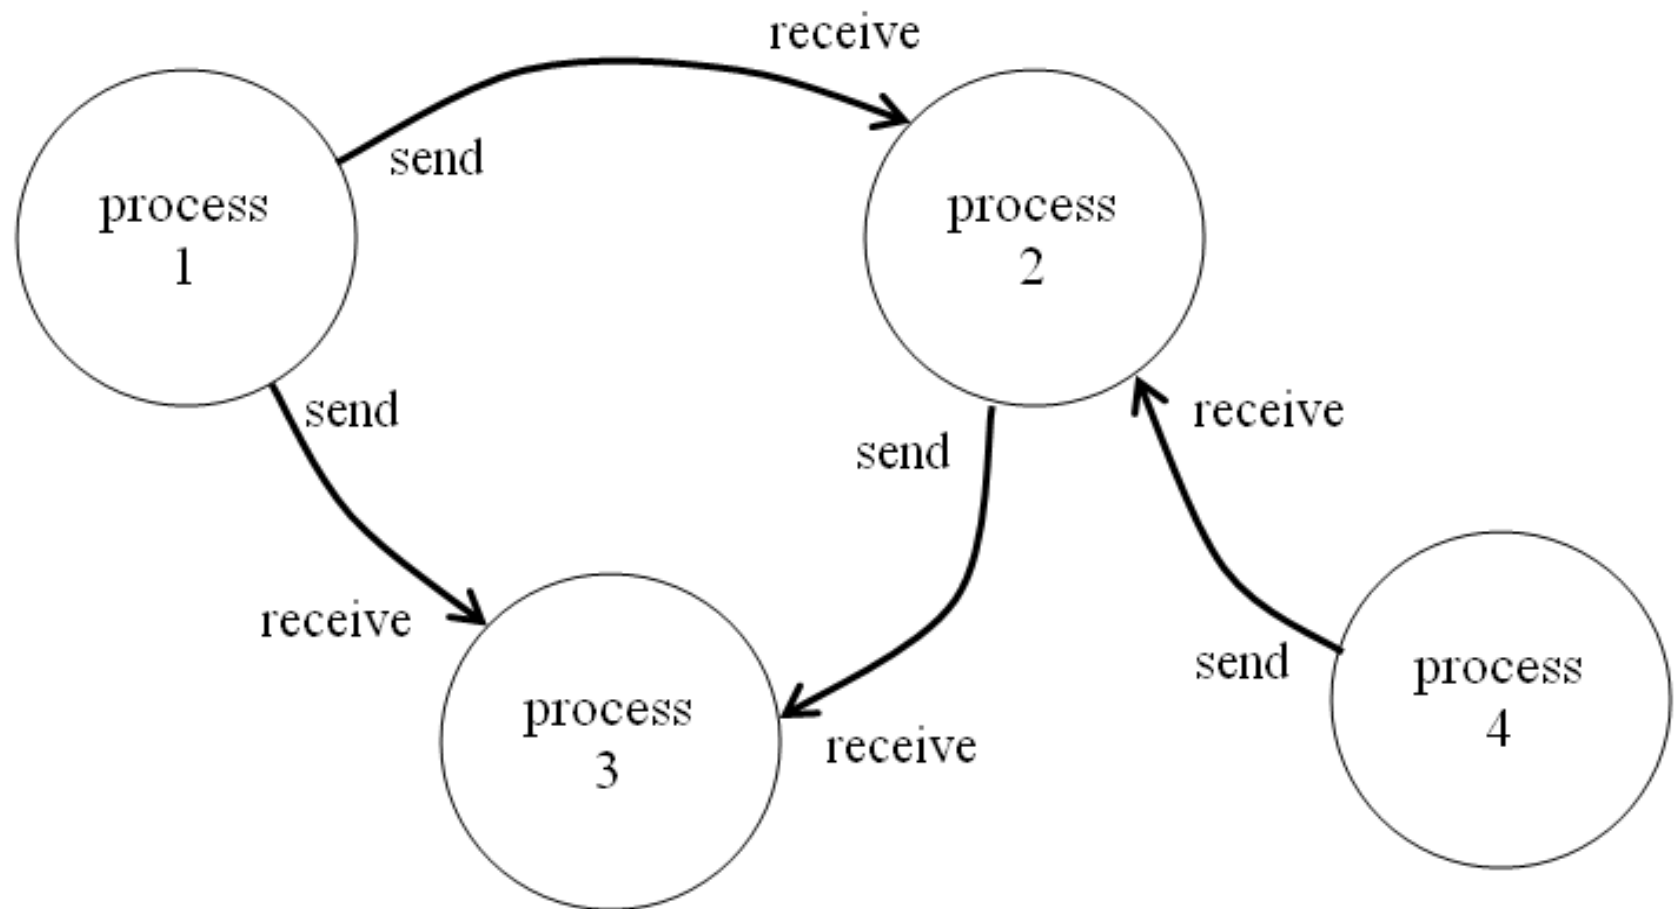 receive
send
process
1
process
2
send
receive
send
receive
send
process
4
process
3
receive